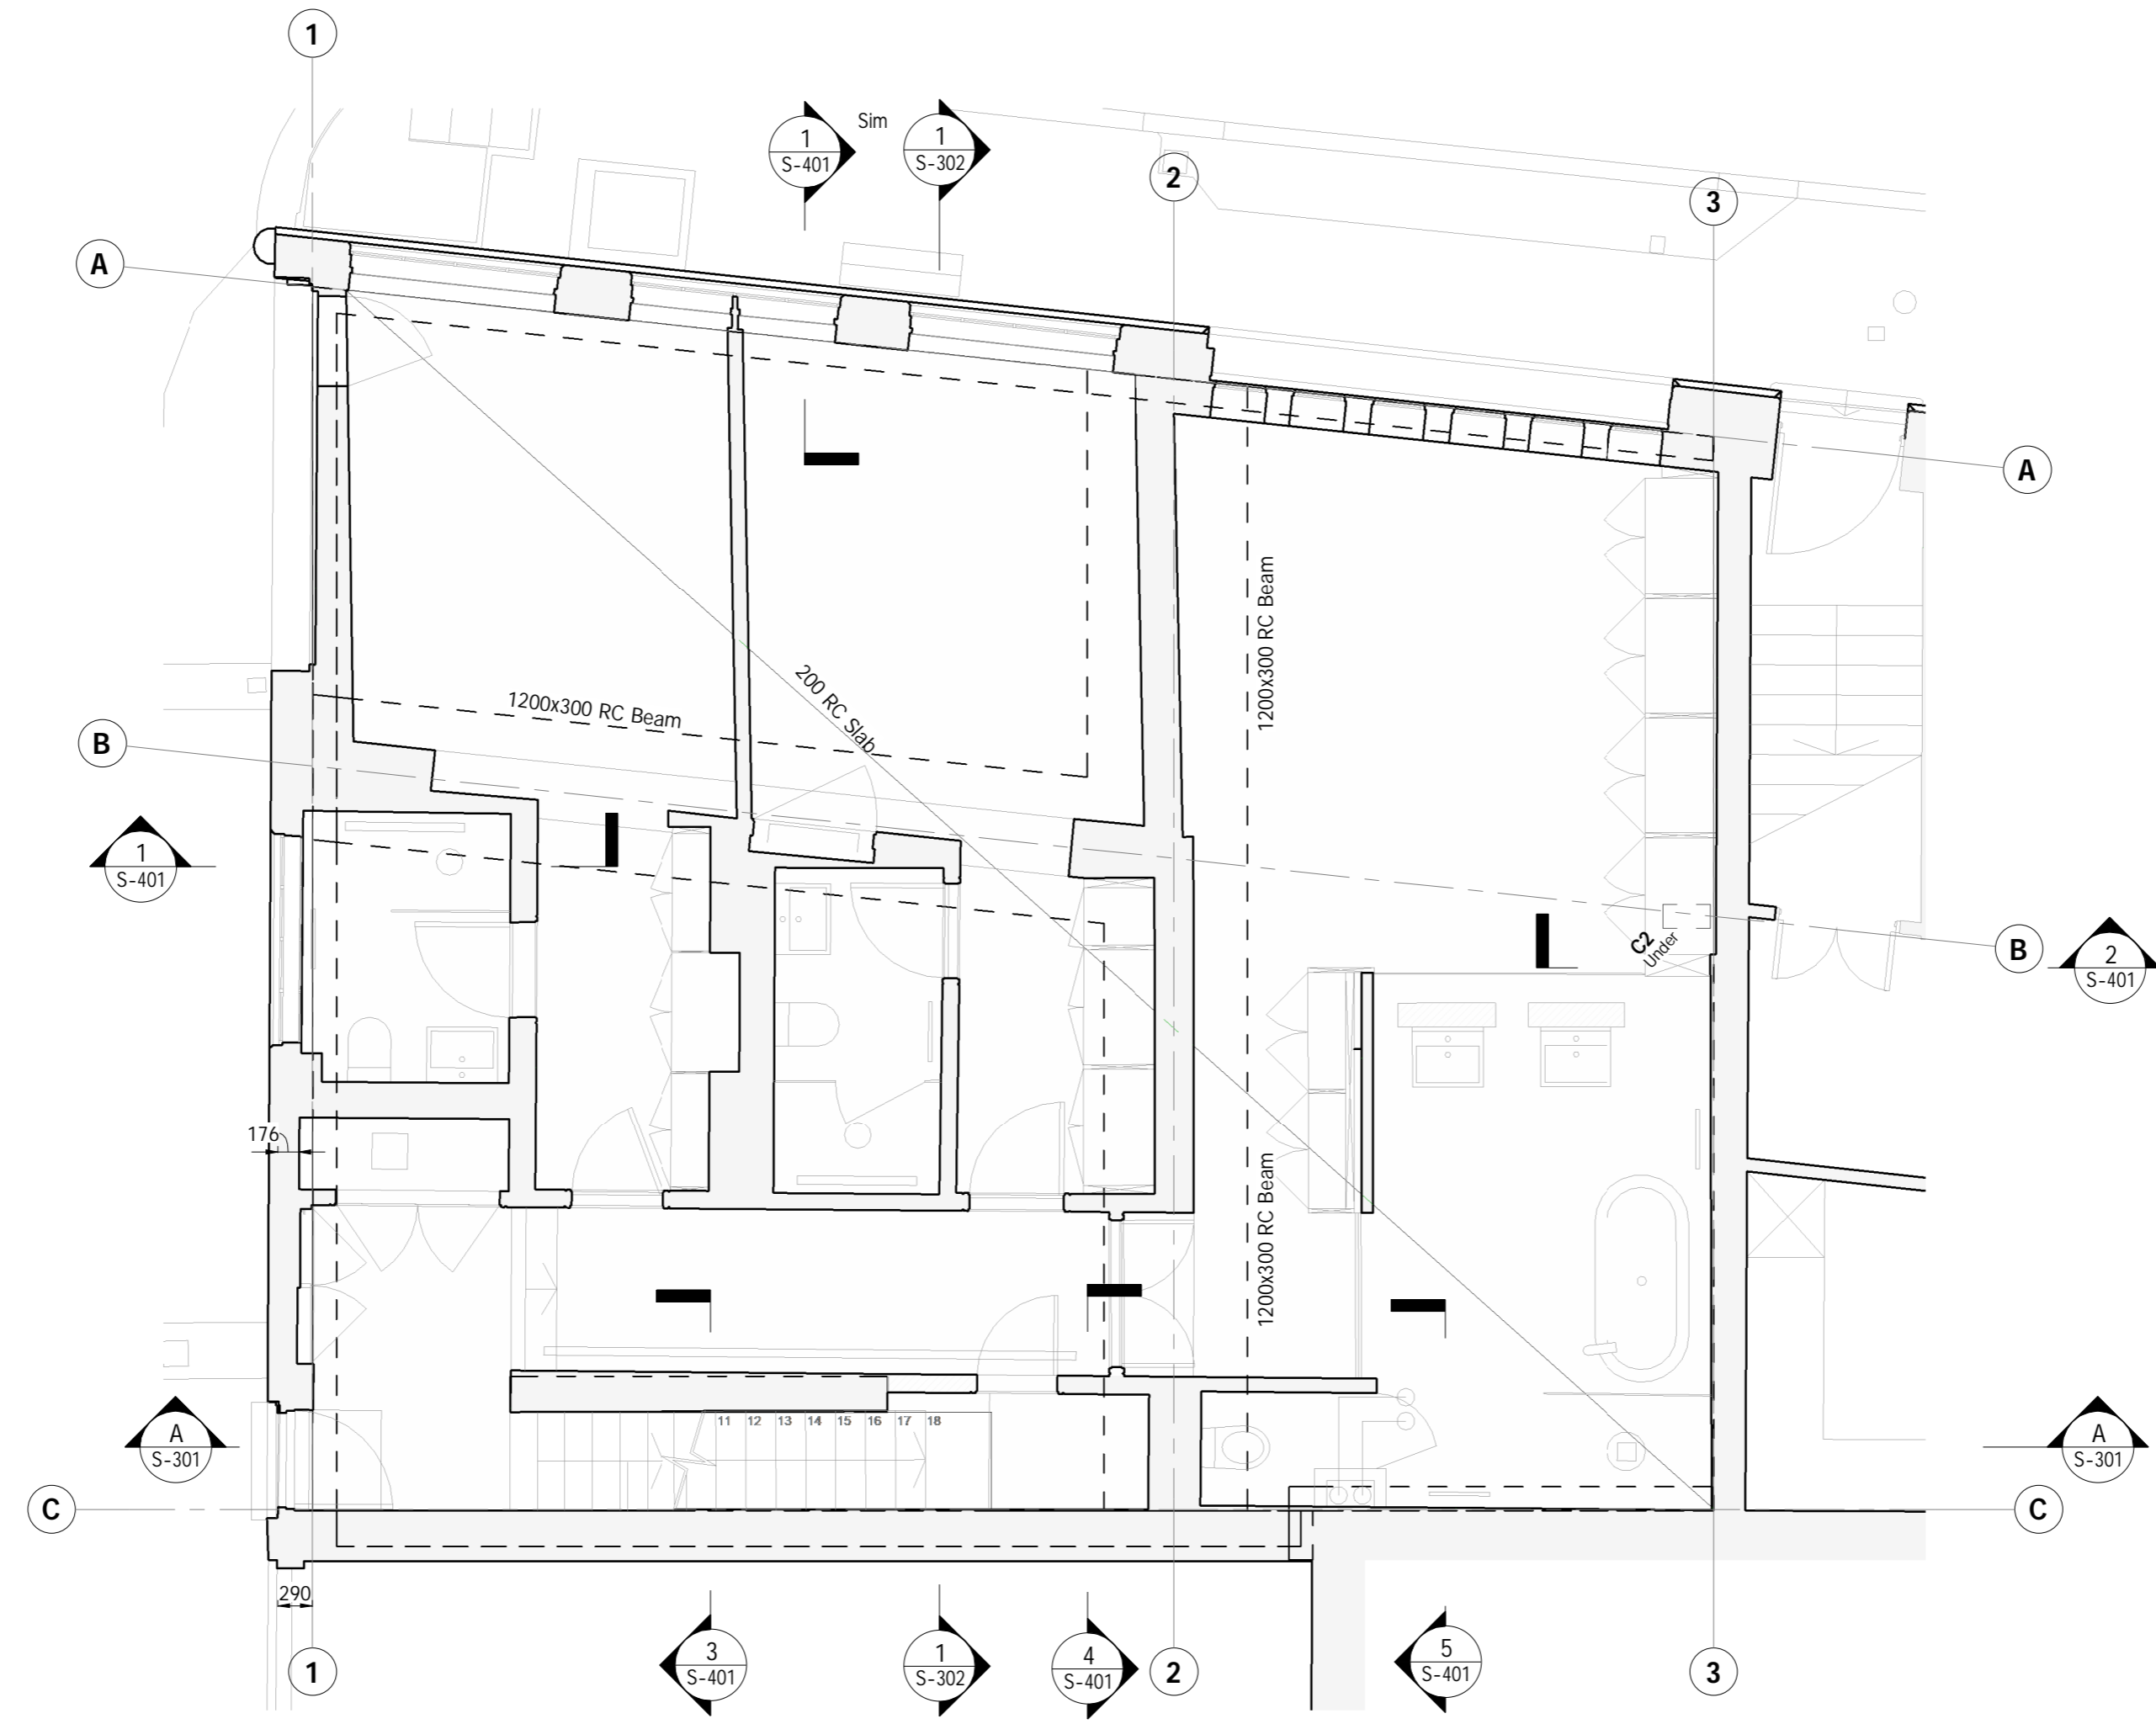 1
1
S-401
Sim
1
S-302
2
3
A
A
1200x300 RC Beam
1200x300 RC Beam
200 RC Slab
B
1
S-401
C2
Under
B
2
S-401
176
1200x300 RC Beam
11 12 13 14 15 16 17 18
A
S-301
A
S-301
C
C
290
1
3
S-401
1
S-302
4
S-401
2
5
S-401
3